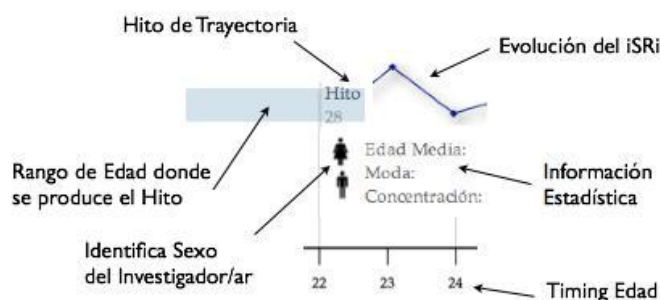 Hito de Trayectoria
Evolución del iSRi
Hito
28
Rango de Edad donde
se produce el Hito
Edad Media:
Moda:
Concentración:
Información
Estadística
Identifica Sexo
del Investigador/ar
22
23
24
Timing Edad